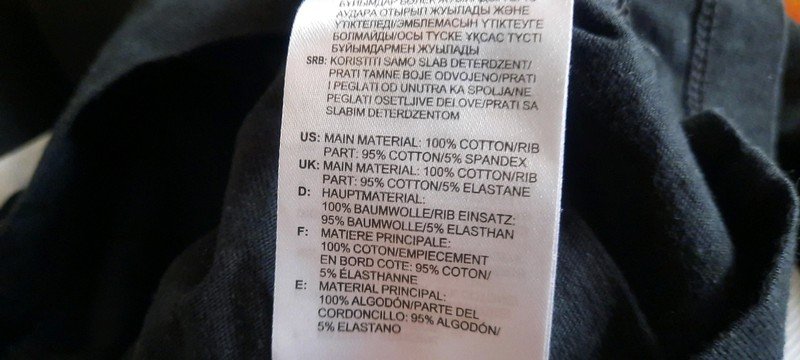 БҰЙЫМДАР
АУДАРА ОТЫРЫП ЖУЫЛАДЫ ЖӘНЕ
ҮТІКТЕЛЕДІ/ЭМБЛЕМАСЫН ҮТІКТЕУГЕ
БОЛМАЙДЫ/ОСЫ ТҮСКЕ ҰҚСАС ТҮСТІ
БҰЙЫМДАРМЕН ЖУЫЛАДЫ
SRB: KORISTITI SAMO SLAB DETERDZENT/
PRATI TAMNE BOJE ODVOJENO/PRATI
I PEGLATI OD UNUTRA KA SPOLJA/NE
PEGLATI OSETLJIVE DELOVE/PRATI SA
SLABIM DETERDZENTOM
US: MAIN MATERIAL: 100% COTTON/RIB
PART: 95% COTTON/5% SPANDEX
UK: MAIN MATERIAL: 100% COTTON/RIB
PART: 95% COTTON/5% ELASTANE
D: HAUPTMATERIAL:
100% BAUMWOLLE/RIB EINSATZ:
95% BAUMWOLLE/5% ELASTHAN
F: MATIERE PRINCIPALE:
100% COTON/EMPIECEMENT
EN BORD COTE: 95% COTON/
5% ÉLASTHANNE
E: MATERIAL PRINCIPAL:
100% ALGODÓN/PARTE DEL
CORDONCILLO: 95% ALGODÓN/
5% ELASTANO